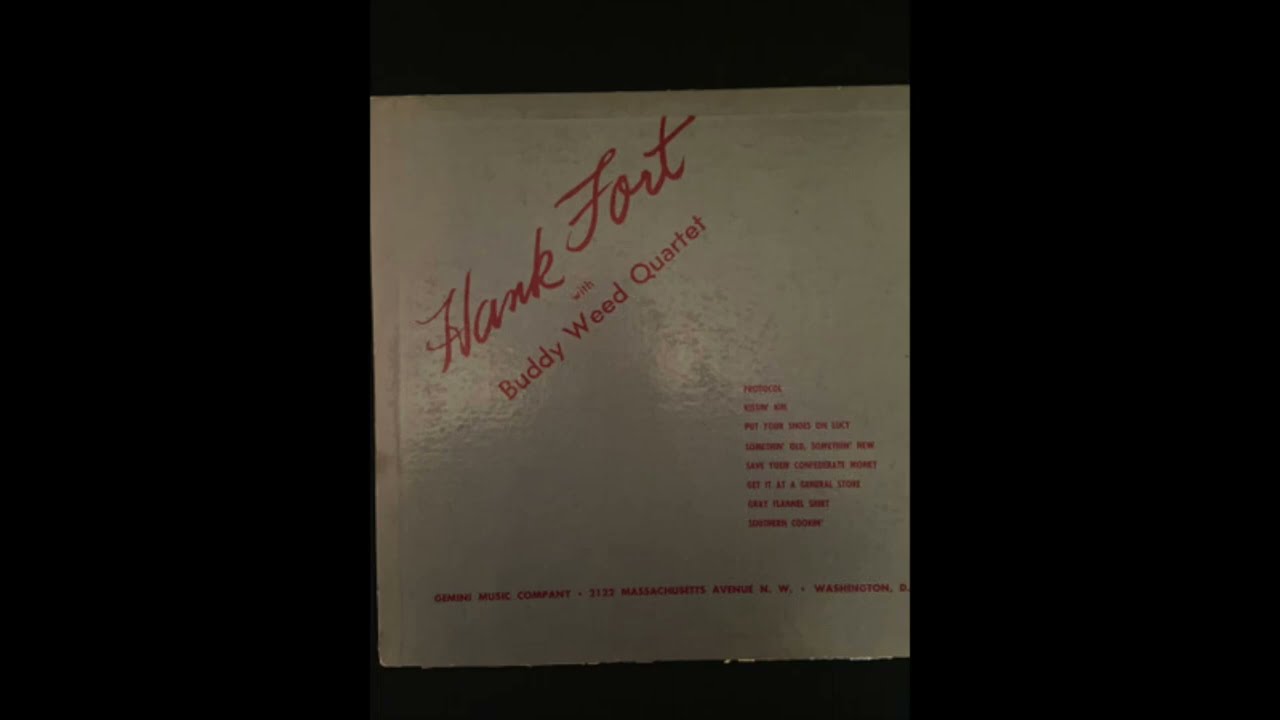 Hank Fort
with
Buddy Weed Quartet
PROTOCOL
KISSIN' KIN
PUT YOUR SHOES ON LUCY
SOMETHIN' OLD, SOMETHIN' NEW
SAVE YOUR CONFEDERATE MONEY
GET IT AT A GENERAL STORE
GRAY FLANNEL SHIRT
SOUTHERN COOKIN'
GEMINI MUSIC COMPANY • 3122 MASSACHUSETTS AVENUE N. W. • WASHINGTON, D.